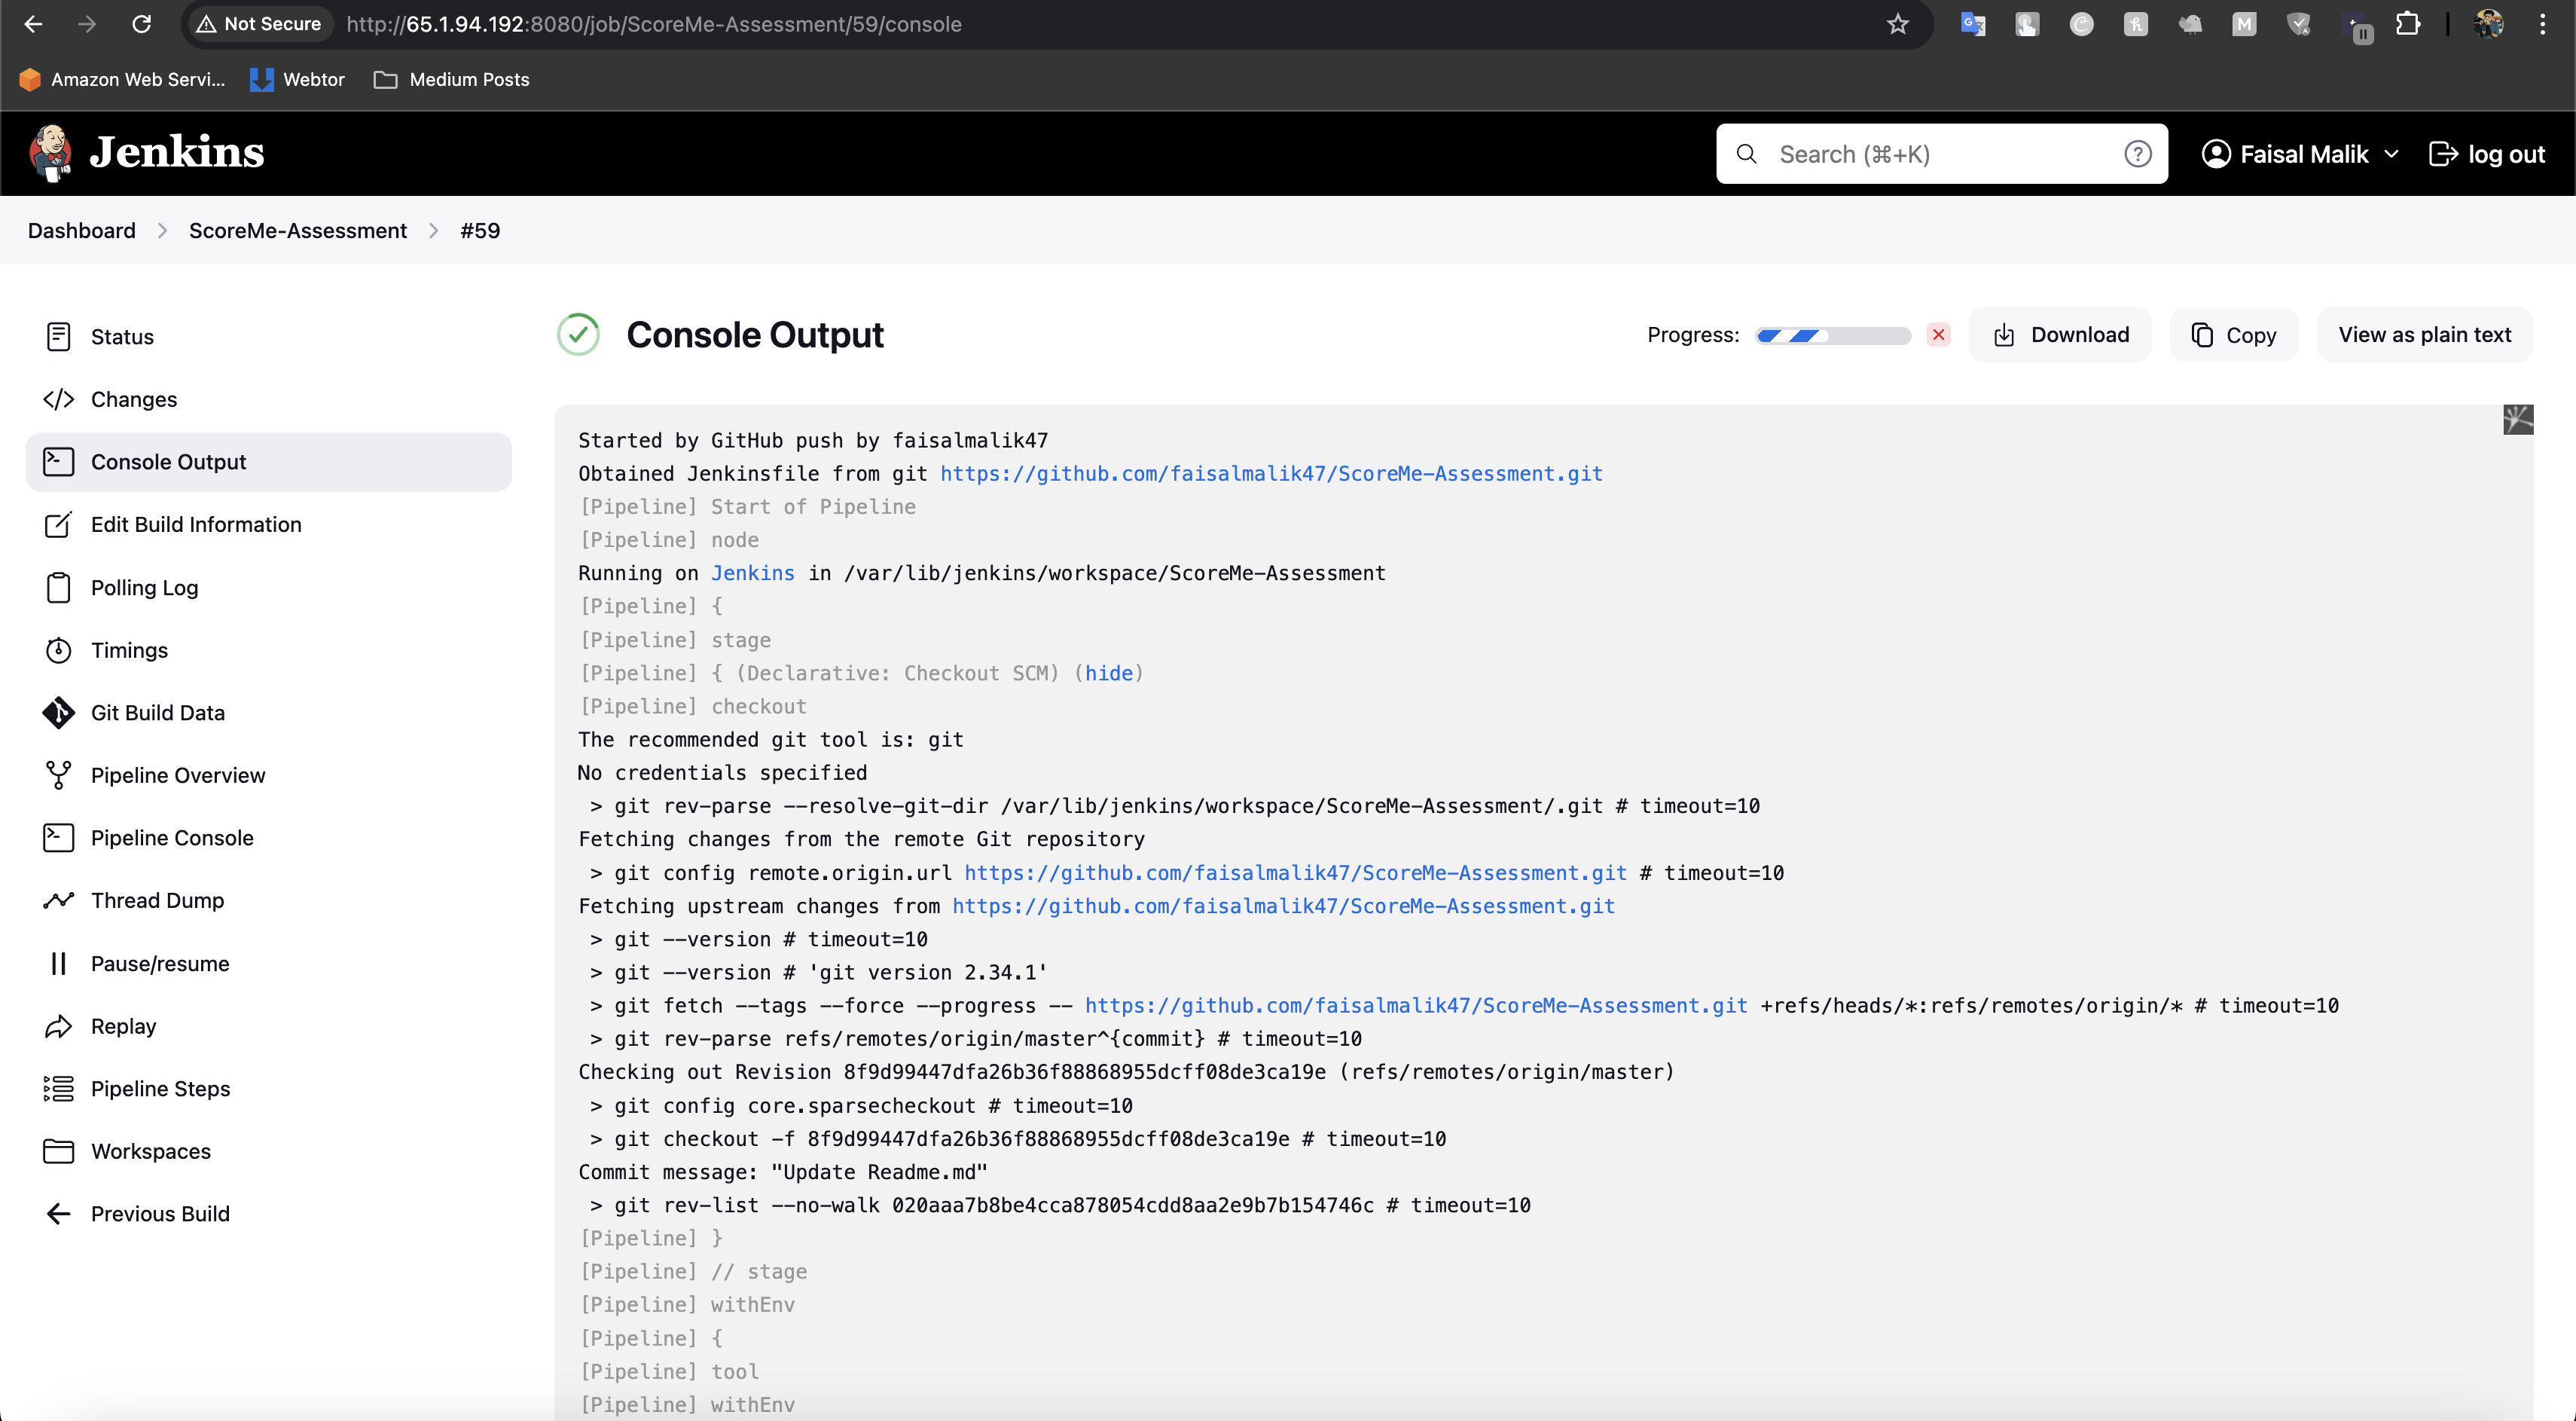 Not Secure http://65.1.94.192:8080/job/ScoreMe-Assessment/59/console
Amazon Web Servi... Webtor Medium Posts
Jenkins Search (⌘+K) Faisal Malik log out
Dashboard ScoreMe-Assessment #59
Status
Changes
Console Output
Edit Build Information
Polling Log
Timings
Git Build Data
Pipeline Overview
Pipeline Console
Thread Dump
Pause/resume
Replay
Pipeline Steps
Workspaces
Previous Build
Console Output Progress: Download Copy View as plain text
Started by GitHub push by faisalmalik47
Obtained Jenkinsfile from git https://github.com/faisalmalik47/ScoreMe-Assessment.git
[Pipeline] Start of Pipeline
[Pipeline] node
Running on Jenkins in /var/lib/jenkins/workspace/ScoreMe-Assessment
[Pipeline] {
[Pipeline] stage
[Pipeline] { (Declarative: Checkout SCM) (hide)
[Pipeline] checkout
The recommended git tool is: git
No credentials specified
> git rev-parse --resolve-git-dir /var/lib/jenkins/workspace/ScoreMe-Assessment/.git # timeout=10
Fetching changes from the remote Git repository
> git config remote.origin.url https://github.com/faisalmalik47/ScoreMe-Assessment.git # timeout=10
Fetching upstream changes from https://github.com/faisalmalik47/ScoreMe-Assessment.git
> git --version # timeout=10
> git --version # 'git version 2.34.1'
> git fetch --tags --force --progress -- https://github.com/faisalmalik47/ScoreMe-Assessment.git +refs/heads/*:refs/remotes/origin/* # timeout=10
> git rev-parse refs/remotes/origin/master^{commit} # timeout=10
Checking out Revision 8f9d99447dfa26b36f88868955dcff08de3ca19e (refs/remotes/origin/master)
> git config core.sparsecheckout # timeout=10
> git checkout -f 8f9d99447dfa26b36f88868955dcff08de3ca19e # timeout=10
Commit message: "Update Readme.md"
> git rev-list --no-walk 020aaa7b8be4cca878054cdd8aa2e9b7b154746c # timeout=10
[Pipeline] }
[Pipeline] // stage
[Pipeline] withEnv
[Pipeline] {
[Pipeline] tool
[Pipeline] withEnv